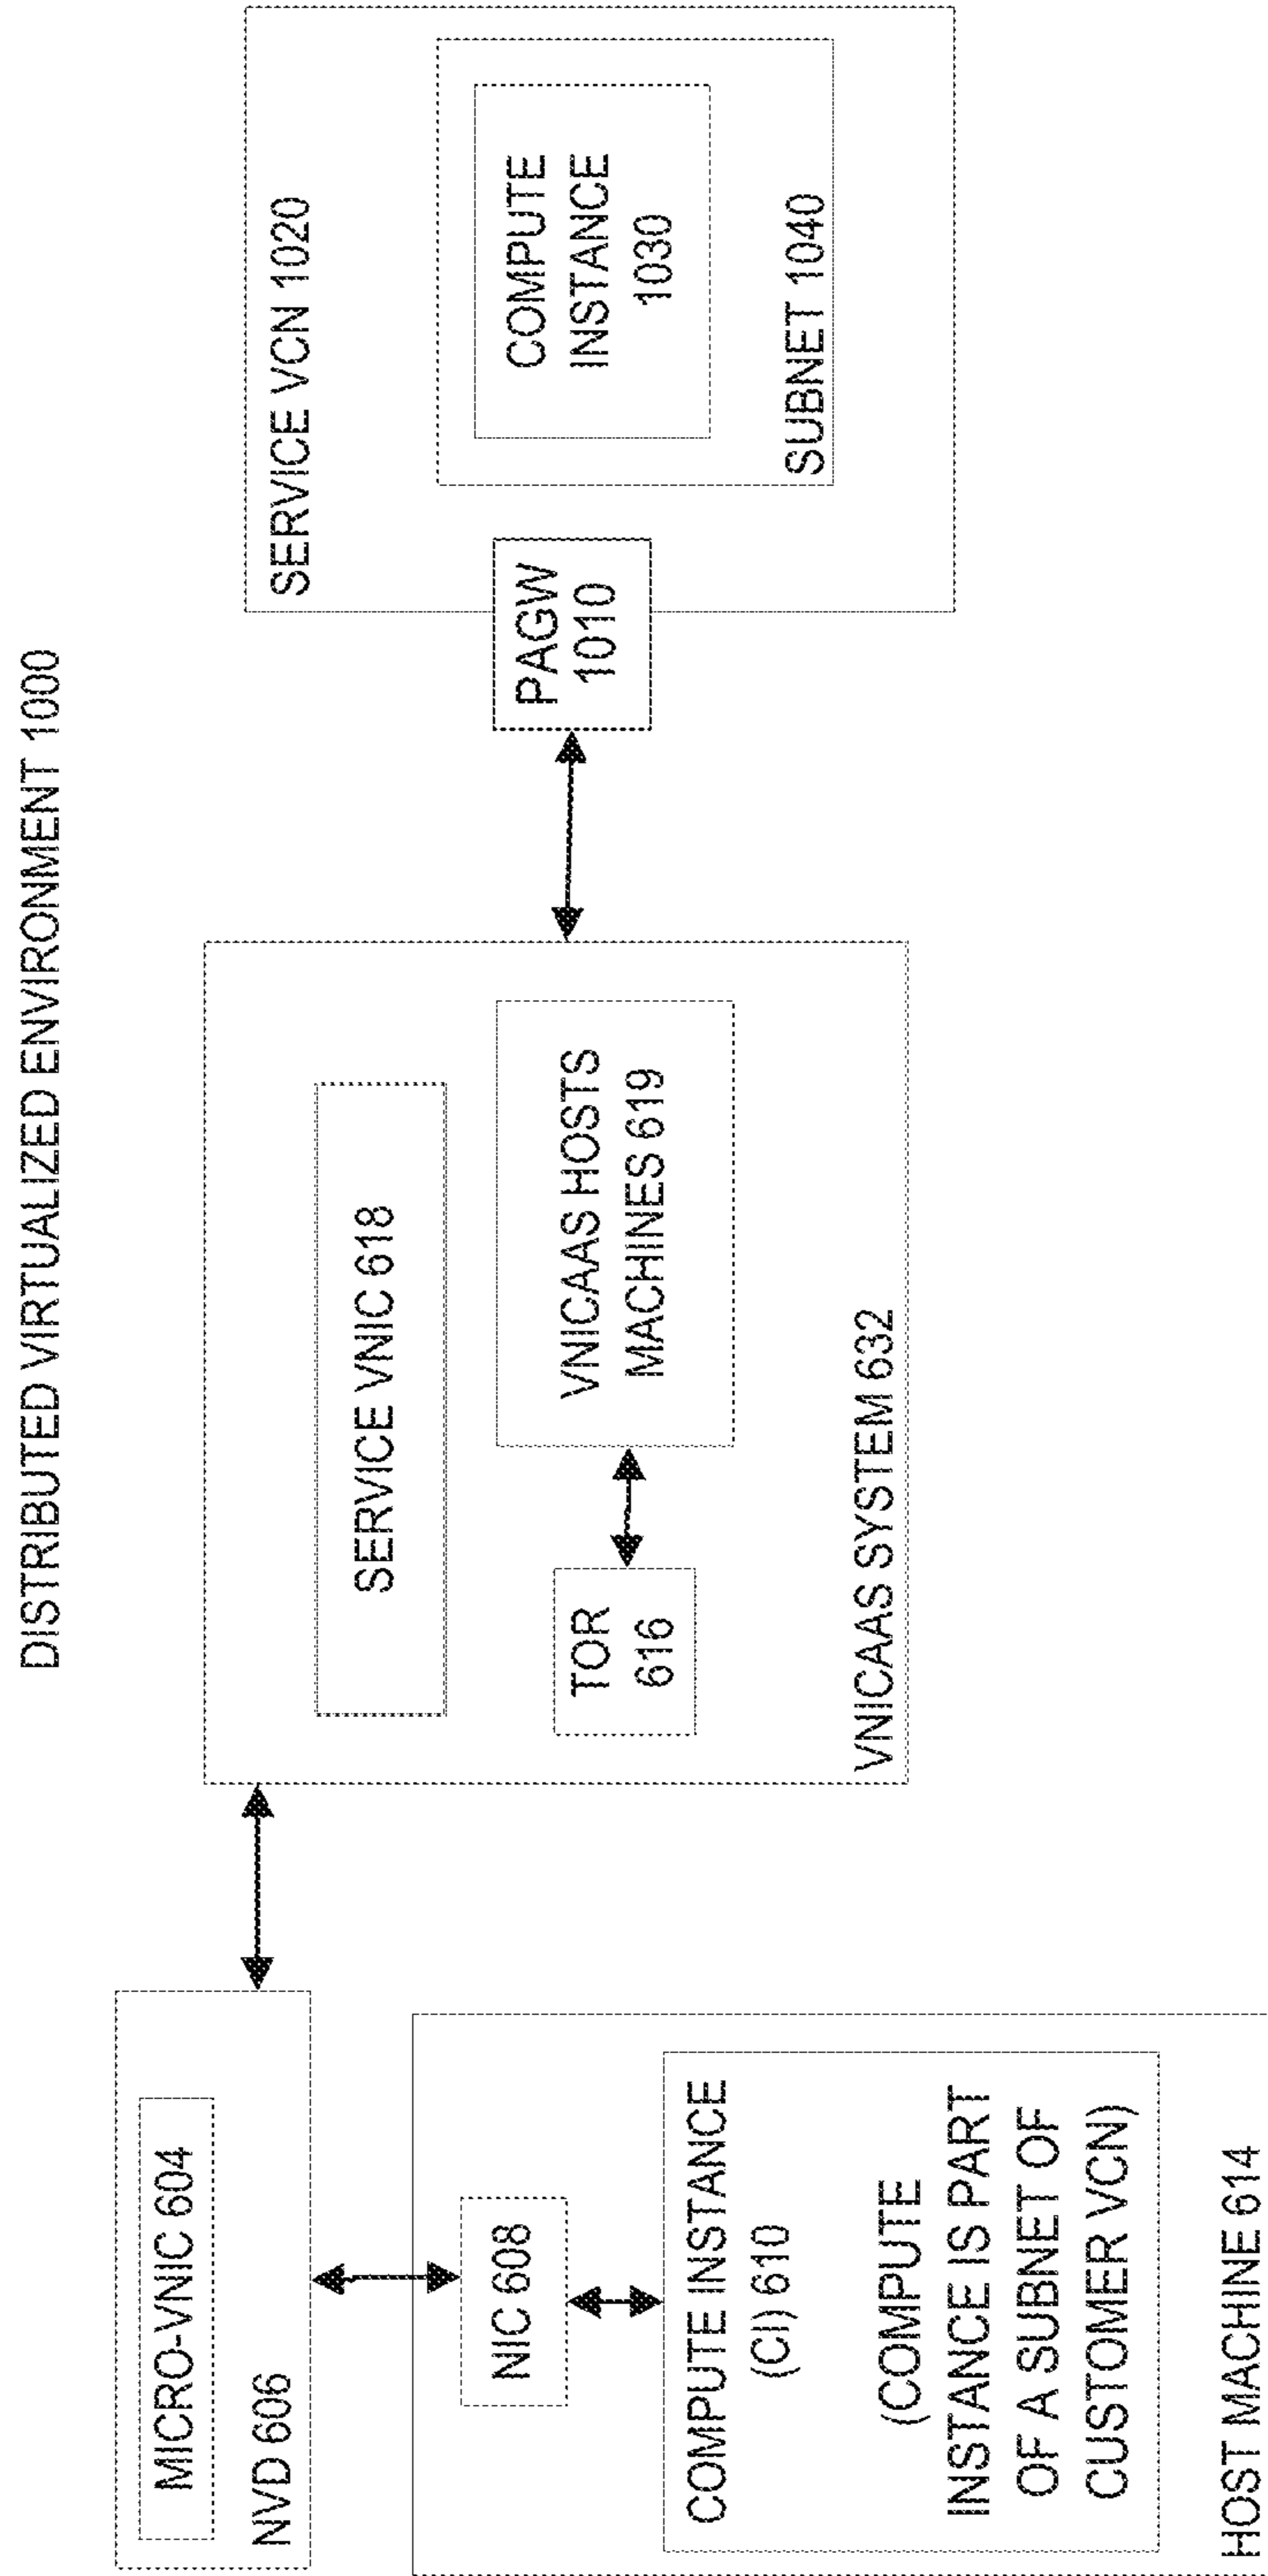 DISTRIBUTED VIRTUALIZED ENVIRONMENT 1000
MICRO-VNIC 604
NVD 606
NIC 608
COMPUTE INSTANCE
(CI) 610
(COMPUTE
INSTANCE IS PART
OF A SUBNET OF
CUSTOMER VCN)
HOST MACHINE 614
SERVICE VNIC 618
TOR
616
VNICAAS HOSTS
MACHINES 619
VNICAAS SYSTEM 632
PAGW
1010
SERVICE VCN 1020
COMPUTE
INSTANCE
1030
SUBNET 1040